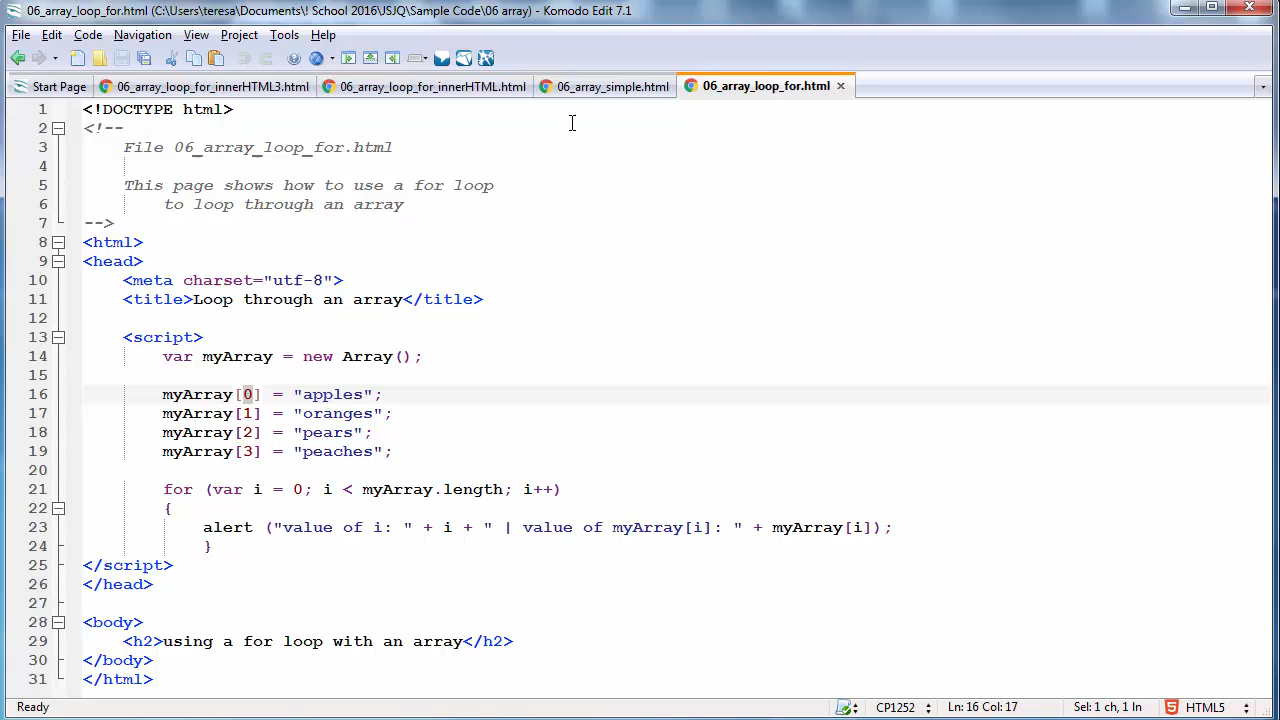 06_array_loop_for.html (C:\Users\teresa\Documents\! School 2016\JSJQ\Sample Code\06 array) - Komodo Edit 7.1
File Edit Code Navigation View Project Tools Help
Start Page 06_array_loop_for_innerHTML3.html 06_array_loop_for_innerHTML.html 06_array_simple.html 06_array_loop_for.html
1 <!DOCTYPE html>
2 <!--
3 File 06_array_loop_for.html
4
5 This page shows how to use a for loop
6 to loop through an array
7 -->
8 <html>
9 <head>
10 <meta charset="utf-8">
11 <title>Loop through an array</title>
12
13 <script>
14 var myArray = new Array();
15
16 myArray[0] = "apples";
17 myArray[1] = "oranges";
18 myArray[2] = "pears";
19 myArray[3] = "peaches";
20
21 for (var i = 0; i < myArray.length; i++)
22 {
23 alert ("value of i: " + i + " | value of myArray[i]: " + myArray[i]);
24 }
25 </script>
26 </head>
27
28 <body>
29 <h2>using a for loop with an array</h2>
30 </body>
31 </html>
Ready CP1252 Ln: 16 Col: 17 Sel: 1 ch, 1 ln HTML5